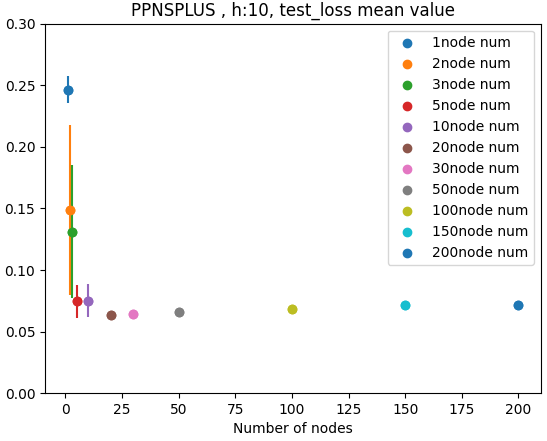 PPNSPLUS , h:10, test_loss mean value
0.30
0.25
0.20
0.15
0.10
0.05
0.00
1node num
2node num
3node num
5node num
10node num
20node num
30node num
50node num
100node num
150node num
200node num
0 25 50 75 100 125 150 175 200
Number of nodes